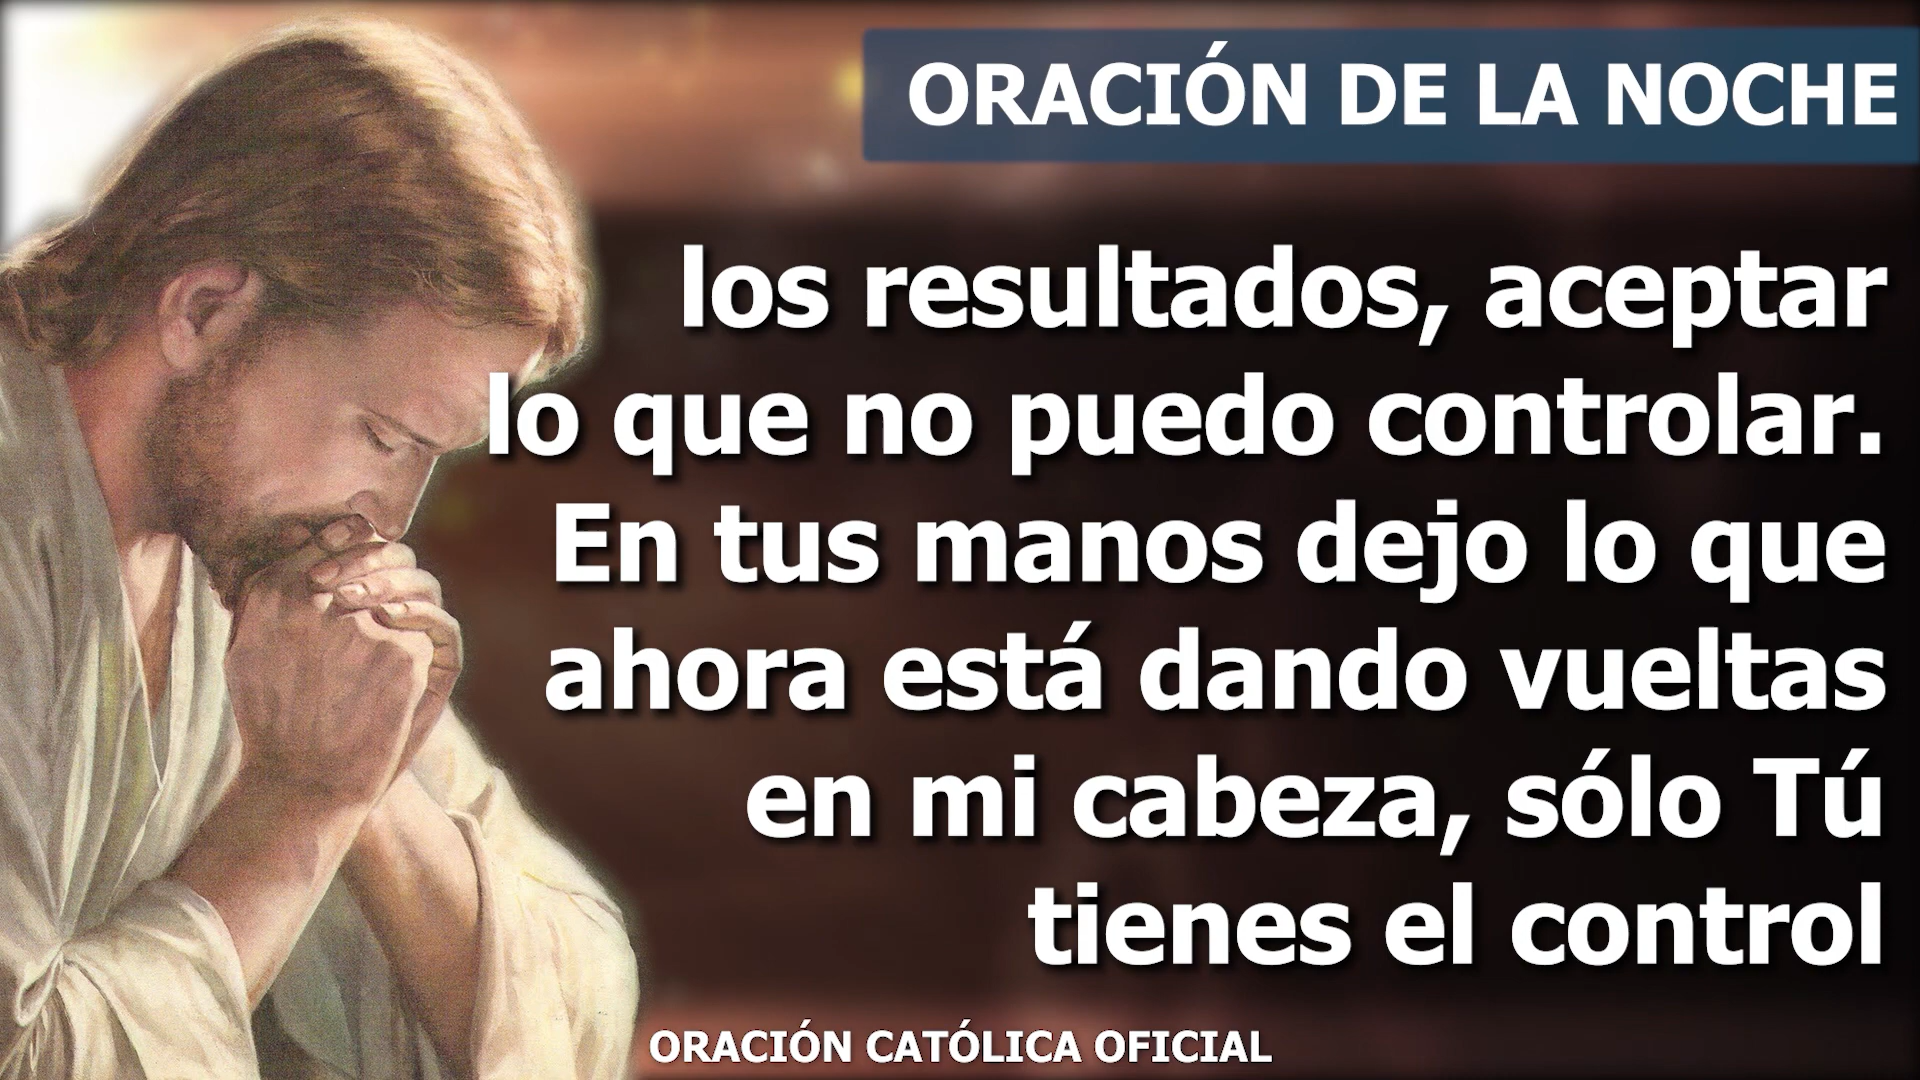 ORACIÓN DE LA NOCHE
los resultados, aceptar
lo que no puedo controlar.
En tus manos dejo lo que
ahora está dando vueltas
en mi cabeza, sólo Tú
tienes el control
ORACIÓN CATÓLICA OFICIAL